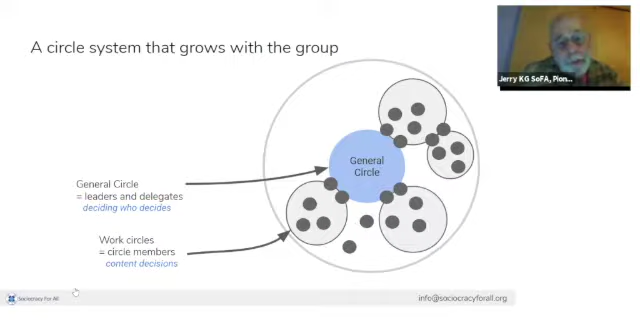 A circle system that grows with the group
Jerry KG SoFA, Pion...
General
Circle
General Circle
= leaders and delegates
deciding who decides
Work circles
= circle members
content decisions
Sociocracy For All
info@sociocracyforall.org